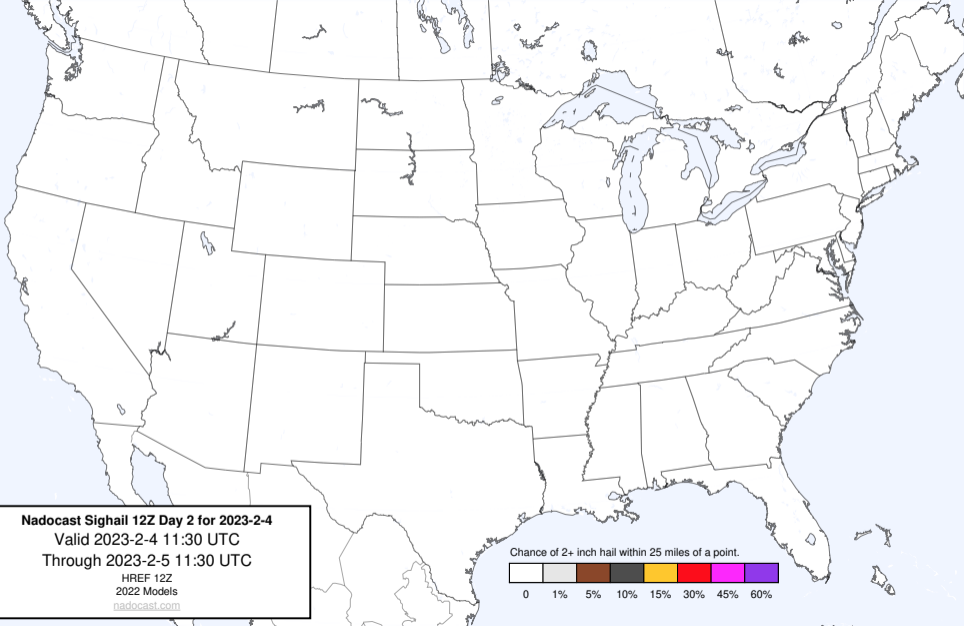 Nadocast Sighail 12Z Day 2 for 2023-2-4
Valid 2023-2-4 11:30 UTC
Through 2023-2-5 11:30 UTC
HREF 12Z
2022 Models
nadocast.com
Chance of 2+ inch hail within 25 miles of a point.
0 1% 5% 10% 15% 30% 45% 60%